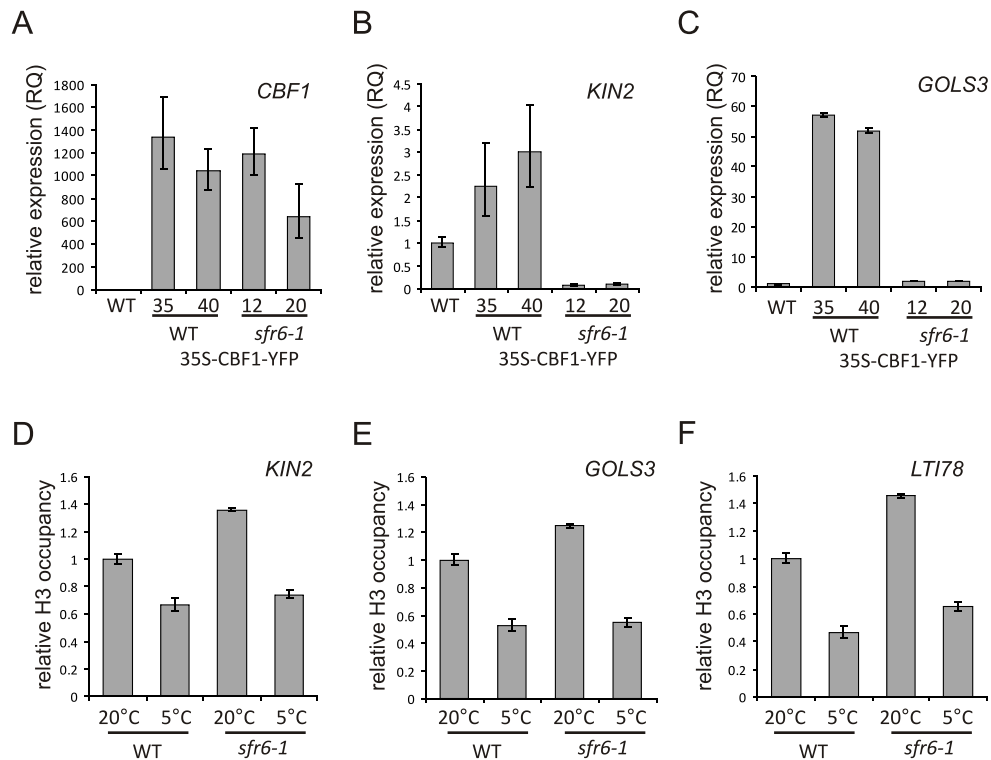 A
B
C
relative expression (RQ)
CBF1
1800
1600
1400
1200
1000
800
600
400
200
0
WT 35 40 12 20
WT sfr6-1
35S-CBF1-YFP
relative expression (RQ)
KIN2
4.5
4
3.5
3
2.5
2
1.5
1
0.5
0
WT 35 40 12 20
WT sfr6-1
35S-CBF1-YFP
relative expression (RQ)
GOLS3
70
60
50
40
30
20
10
0
WT 35 40 12 20
WT sfr6-1
35S-CBF1-YFP
D
E
F
relative H3 occupancy
KIN2
1.6
1.4
1.2
1
0.8
0.6
0.4
0.2
0
20°C 5°C 20°C 5°C
WT sfr6-1
relative H3 occupancy
GOLS3
1.6
1.4
1.2
1
0.8
0.6
0.4
0.2
0
20°C 5°C 20°C 5°C
WT sfr6-1
relative H3 occupancy
LTI78
1.6
1.4
1.2
1
0.8
0.6
0.4
0.2
0
20°C 5°C 20°C 5°C
WT sfr6-1